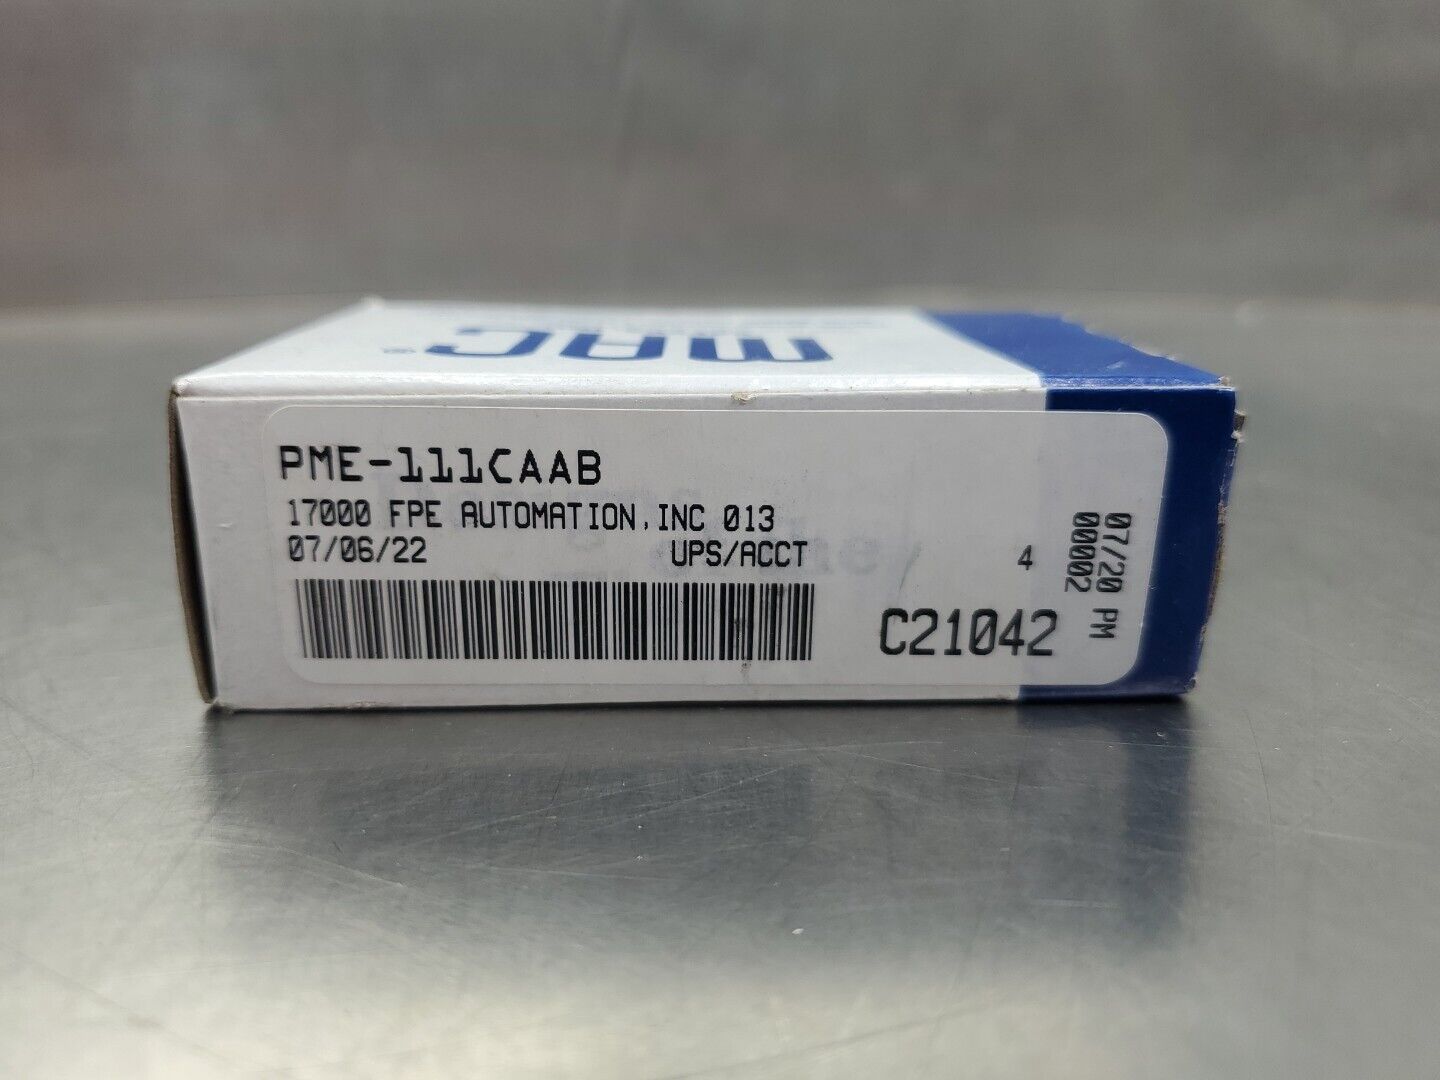 MAC®
PME-111CAAB
17000 FPE AUTOMATION, INC 013
07/06/22 UPS/ACCT 4
C21042
07/20 PM
00002